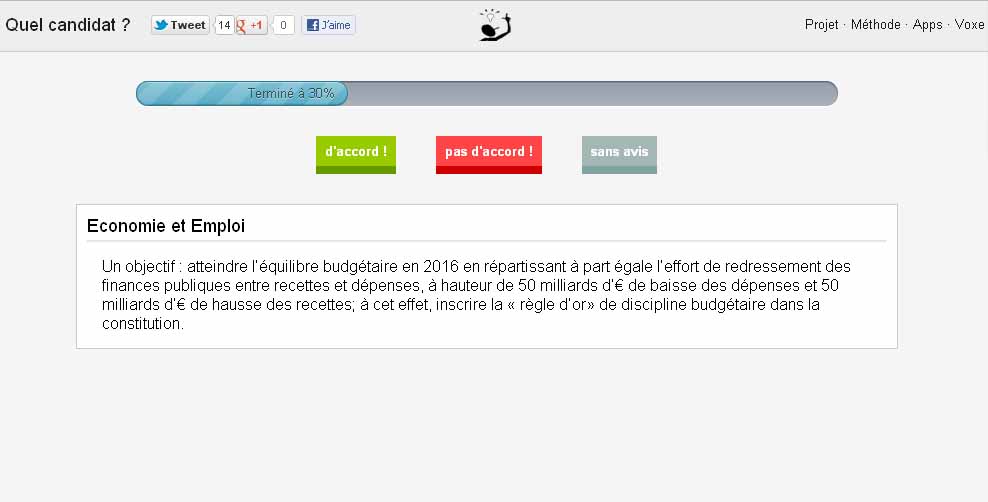 Quel candidat ? Tweet 14 +1 0 J'aime Projet · Méthode · Apps · Voxe
Terminé à 30%
d'accord ! pas d'accord ! sans avis
Economie et Emploi
Un objectif : atteindre l'équilibre budgétaire en 2016 en répartissant à part égale l'effort de redressement des
finances publiques entre recettes et dépenses, à hauteur de 50 milliards d'€ de baisse des dépenses et 50
milliards d'€ de hausse des recettes; à cet effet, inscrire la « règle d'or» de discipline budgétaire dans la
constitution.